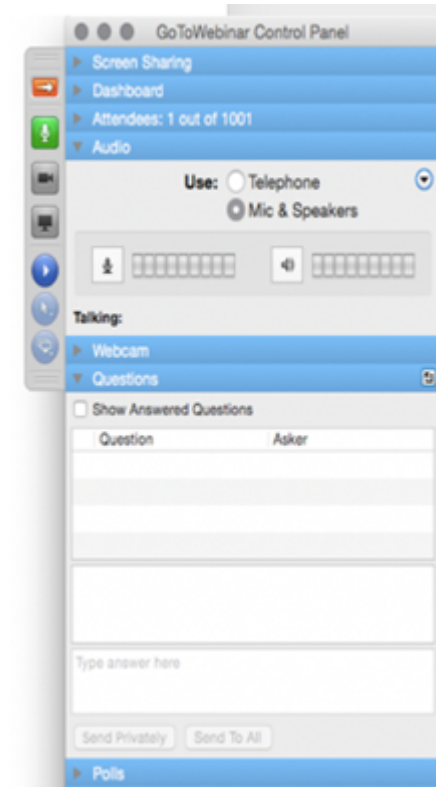 GoToWebinar Control Panel
Screen Sharing
Dashboard
Attendees: 1 out of 1001
Audio
Use: Telephone
Mic & Speakers
Talking:
Webcam
Questions
Show Answered Questions
Question Asker
Type answer here
Send Privately Send To All
Polls